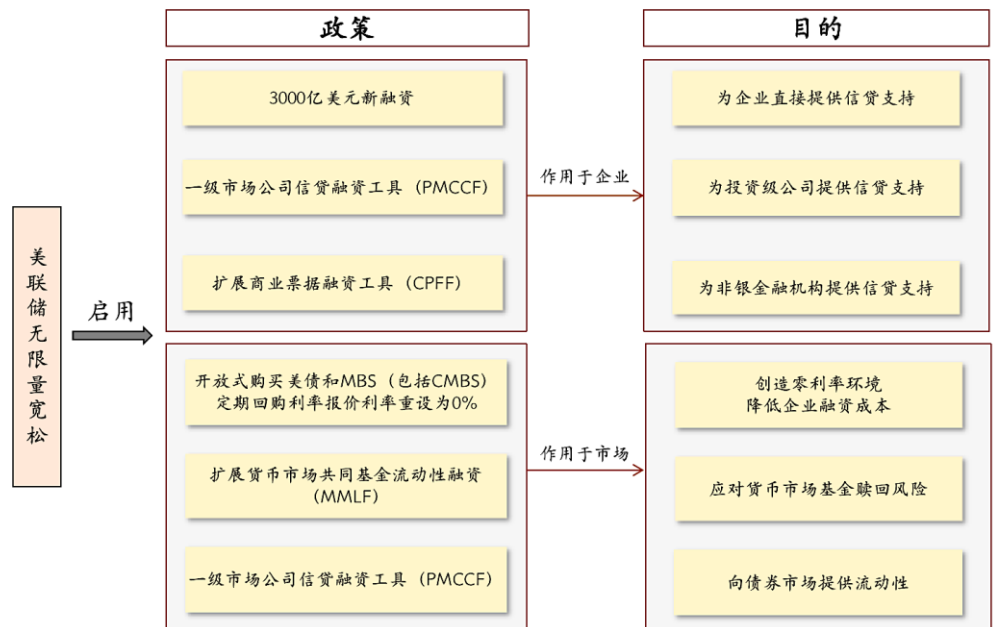 政策
目的
美联储无限量宽松
启用
3000亿美元新融资
一级市场公司信贷融资工具（PMCCF）
扩展商业票据融资工具（CPFF）
作用于企业
为企业直接提供信贷支持
为投资级公司提供信贷支持
为非银金融机构提供信贷支持
开放式购买美债和MBS（包括CMBS）
定期回购利率报价利率重设为0%
扩展货币市场共同基金流动性融资
（MMLF）
一级市场公司信贷融资工具（PMCCF）
作用于市场
创造零利率环境
降低企业融资成本
应对货币市场基金赎回风险
向债券市场提供流动性